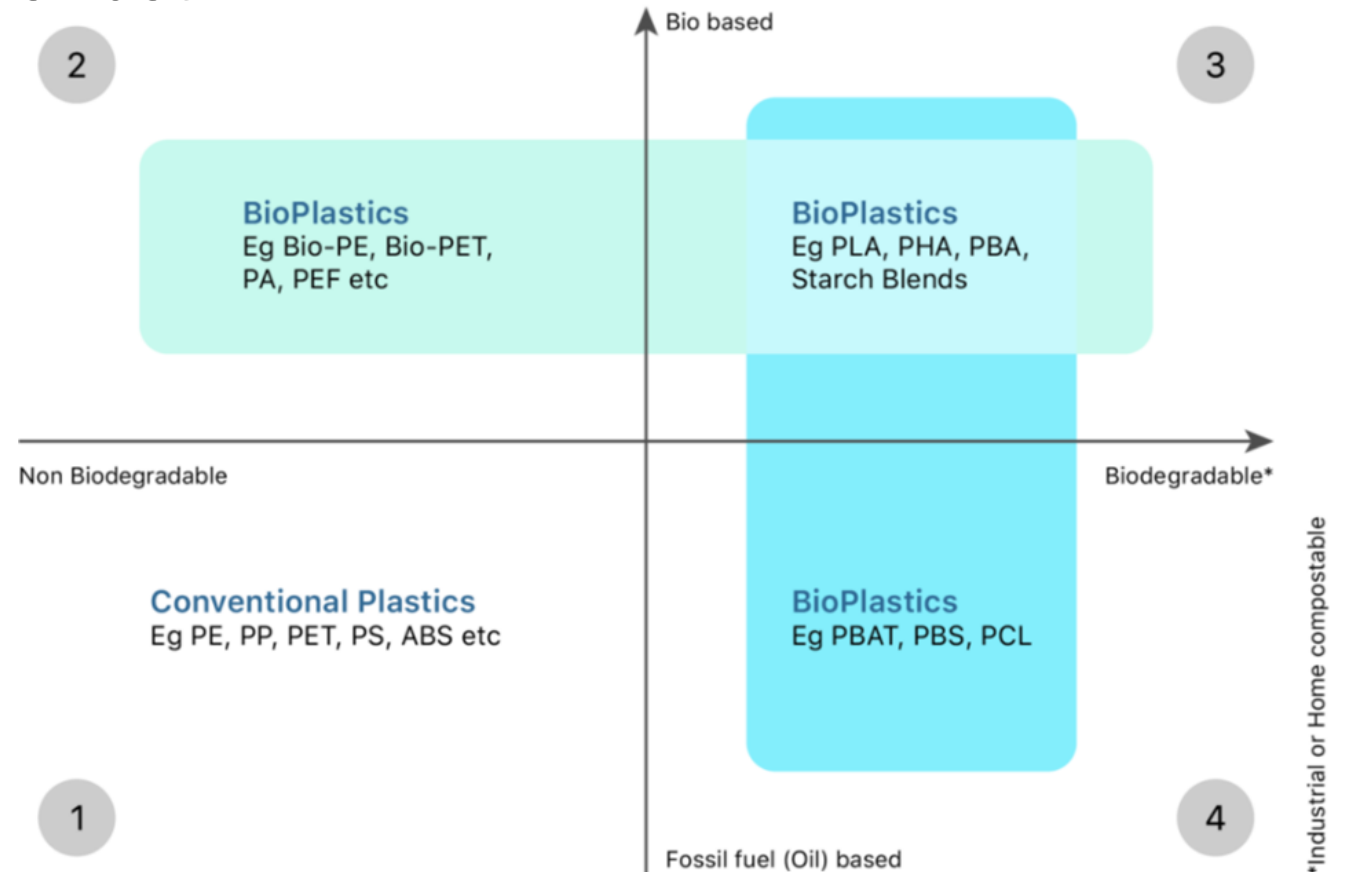 Bio based
2
3
BioPlastics
Eg Bio-PE, Bio-PET,
PA, PEF etc
BioPlastics
Eg PLA, PHA, PBA,
Starch Blends
Non Biodegradable
Biodegradable*
Conventional Plastics
Eg PE, PP, PET, PS, ABS etc
BioPlastics
Eg PBAT, PBS, PCL
1
4
Fossil fuel (Oil) based
*Industrial or Home compostable